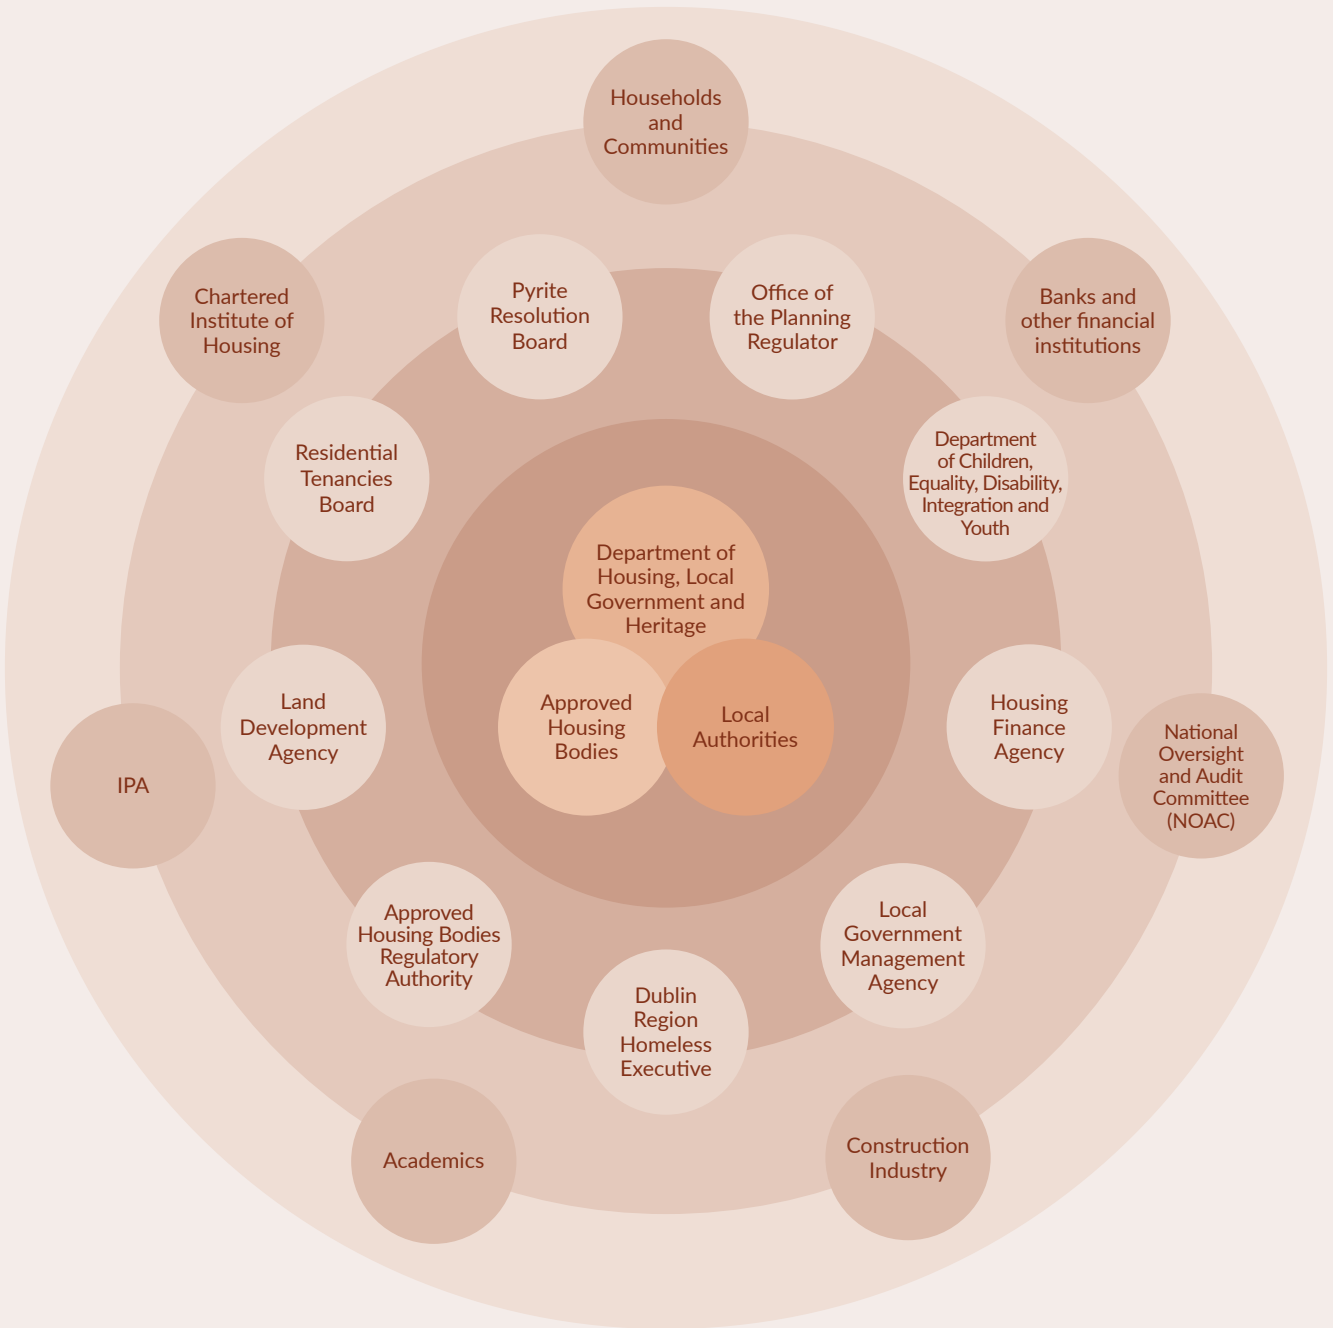 Households
and
Communities
Chartered
Institute of
Housing
Pyrite
Resolution
Board
Office of
the Planning
Regulator
Banks and
other financial
institutions
Residential
Tenancies
Board
Department
of Children,
Equality, Disability,
Integration and
Youth
Department of
Housing, Local
Government and
Heritage
Approved
Housing
Bodies
Local
Authorities
Land
Development
Agency
Housing
Finance
Agency
IPA
National
Oversight
and Audit
Committee
(NOAC)
Approved
Housing Bodies
Regulatory
Authority
Local
Government
Management
Agency
Dublin
Region
Homeless
Executive
Academics
Construction
Industry